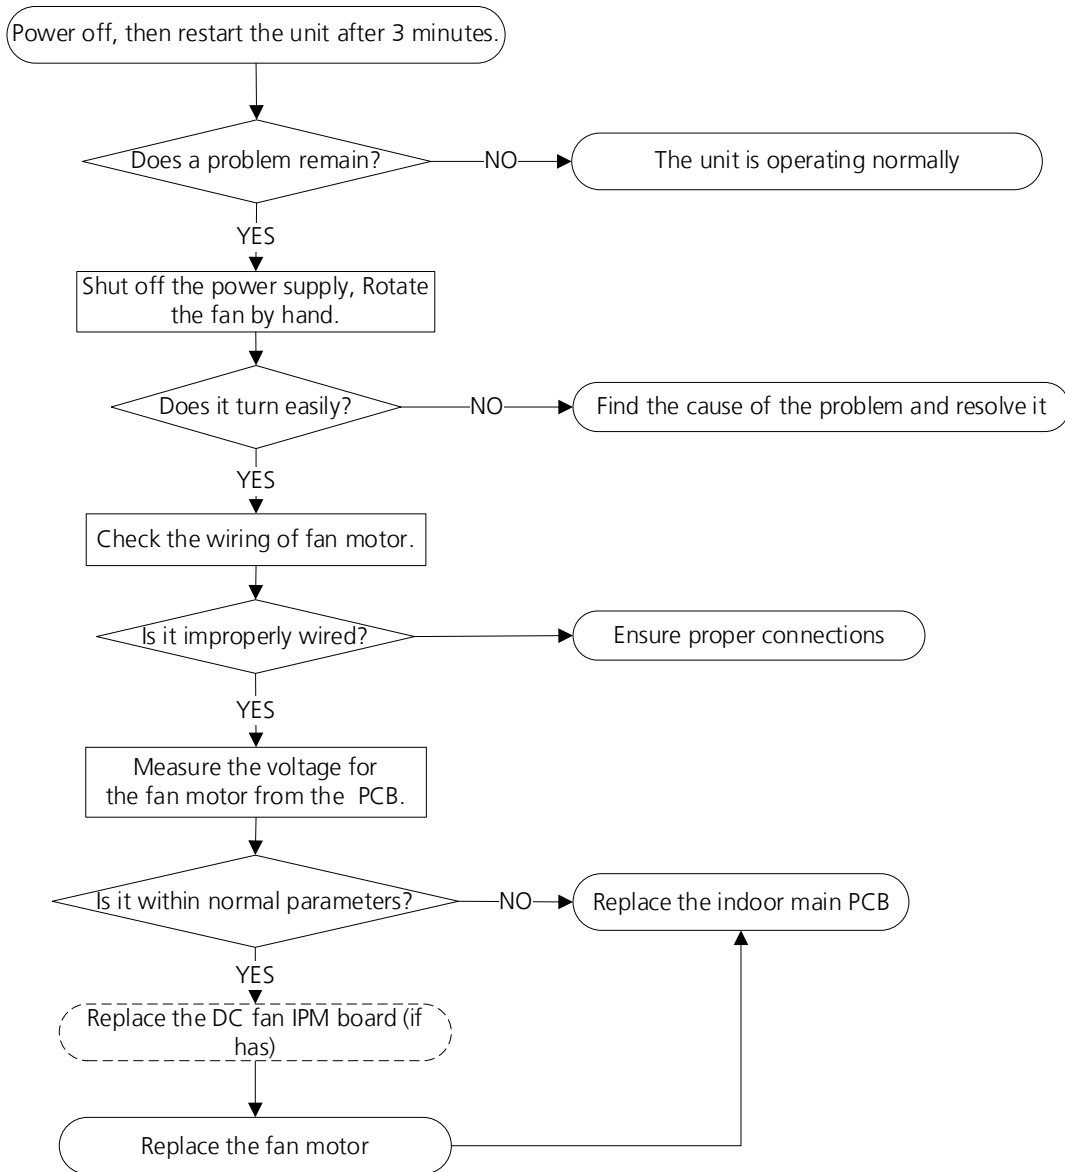 Power off, then restart the unit after 3 minutes.
Does a problem remain?
NO
The unit is operating normally
YES
Shut off the power supply, Rotate
the fan by hand.
Does it turn easily?
NO
Find the cause of the problem and resolve it
YES
Check the wiring of fan motor.
Is it improperly wired?
Ensure proper connections
YES
Measure the voltage for
the fan motor from the PCB.
Is it within normal parameters?
NO
Replace the indoor main PCB
YES
Replace the DC fan IPM board (if
has)
Replace the fan motor